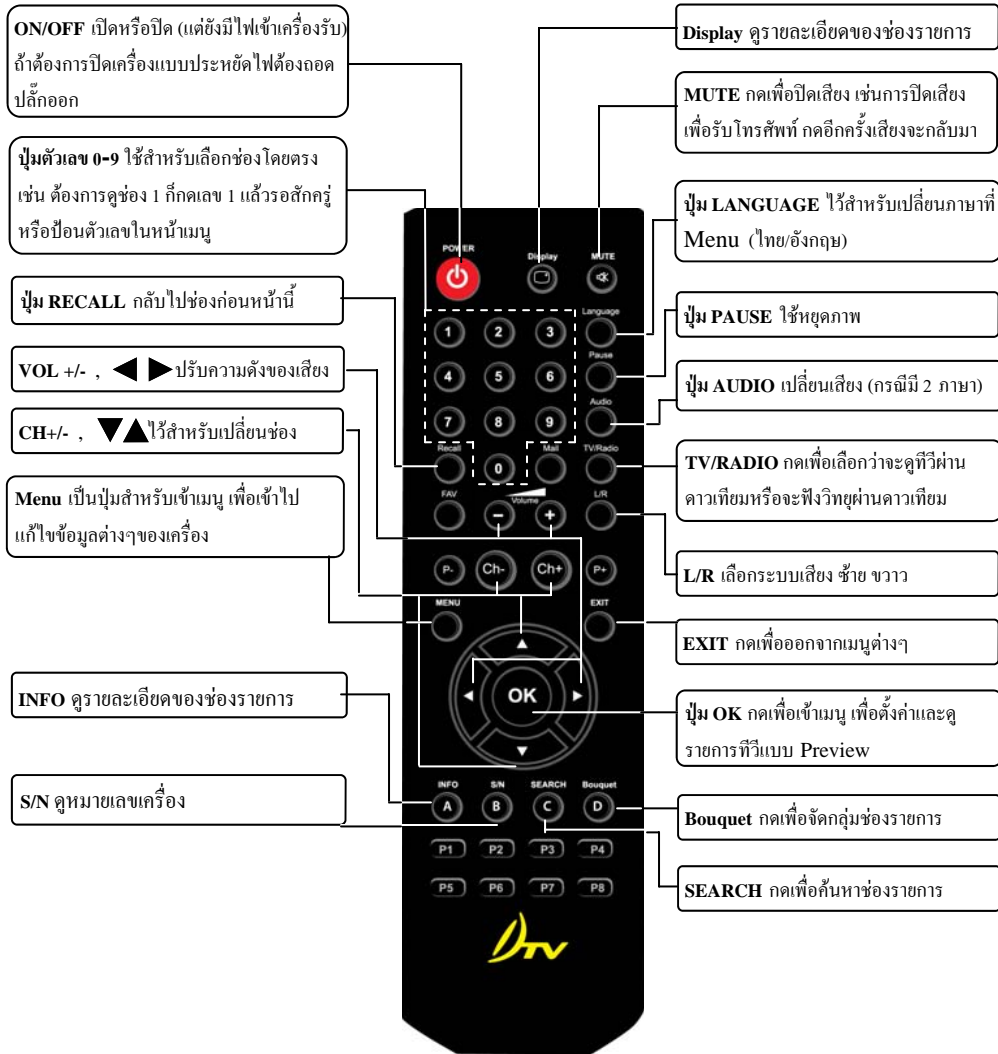 ON/OFF เปิดหรือปิด (แต่ยังมีไฟเข้าเครื่องรับ)
ถ้าต้องการปิดเครื่องแบบประหยัดไฟต้องถอด
ปลั๊กออก
ปุ่มตัวเลข 0-9 ใช้สำหรับเลือกช่องโดยตรง
เช่น ต้องการดูช่อง 1 ก็กดเลข 1 แล้วรอสักครู่
หรือป้อนตัวเลขในหน้าเมนู
ปุ่ม RECALL กลับไปช่องก่อนหน้านี้
VOL +/- , ◀ ▶ ปรับความดังของเสียง
CH+/- , ▼▲ ไว้สำหรับเปลี่ยนช่อง
Menu เป็นปุ่มสำหรับเข้าเมนู เพื่อเข้าไป
แก้ไขข้อมูลต่างๆของเครื่อง
INFO ดูรายละเอียดของช่องรายการ
S/N ดูหมายเลขเครื่อง
POWER Display MUTE
Language
1 2 3
Pause
4 5 6
Audio
7 8 9
Recall 0 Mail TV/Radio
FAV Volume L/R
- +
P- Ch- Ch+ P+
MENU EXIT
▲
◀ OK ▶
▼
INFO S/N SEARCH Bouquet
A B C D
P1 P2 P3 P4
P5 P6 P7 P8
DTV
Display ดูรายละเอียดของช่องรายการ
MUTE กดเพื่อปิดเสียง เช่นการปิดเสียง
เพื่อรับโทรศัพท์ กดอีกครั้งเสียงจะกลับมา
ปุ่ม LANGUAGE ไว้สำหรับเปลี่ยนภาษาที่
Menu (ไทย/อังกฤษ)
ปุ่ม PAUSE ใช้หยุดภาพ
ปุ่ม AUDIO เปลี่ยนเสียง (กรณีมี 2 ภาษา)
TV/RADIO กดเพื่อเลือกว่าจะดูทีวีผ่าน
ดาวเทียมหรือจะฟังวิทยุผ่านดาวเทียม
L/R เลือกระบบเสียง ซ้าย ขวาว
EXIT กดเพื่อออกจากเมนูต่างๆ
ปุ่ม OK กดเพื่อเข้าเมนู เพื่อตั้งค่าและดู
รายการทีวีแบบ Preview
Bouquet กดเพื่อจัดกลุ่มช่องรายการ
SEARCH กดเพื่อค้นหาช่องรายการ